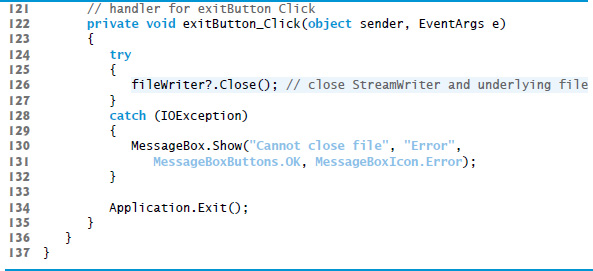 121 // handler for exitButton Click
122 private void exitButton_Click(object sender, EventArgs e)
123 {
124 try
125 {
126 fileWriter?.Close(); // close StreamWriter and underlying file
127 }
128 catch (IOException)
129 {
130 MessageBox.Show("Cannot close file", "Error",
131 MessageBoxButtons.OK, MessageBoxIcon.Error);
132 }
133
134 Application.Exit();
135 }
136 }
137 }